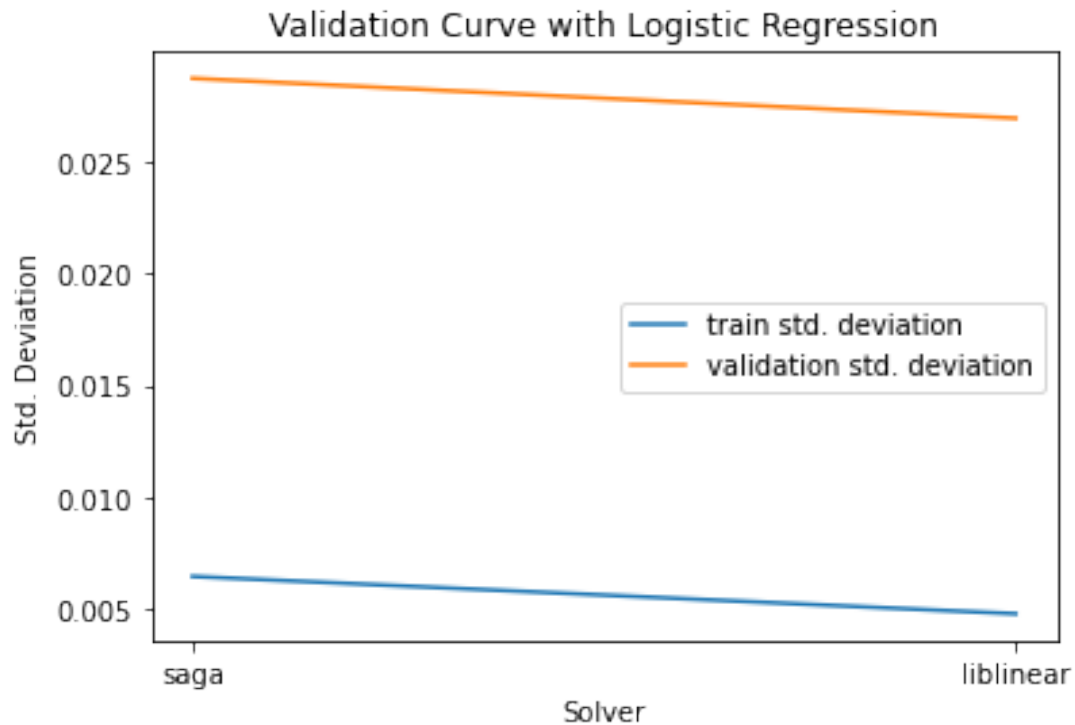 Validation Curve with Logistic Regression
Std. Deviation
0.025
0.020
0.015
0.010
0.005
train std. deviation
validation std. deviation
saga
liblinear
Solver